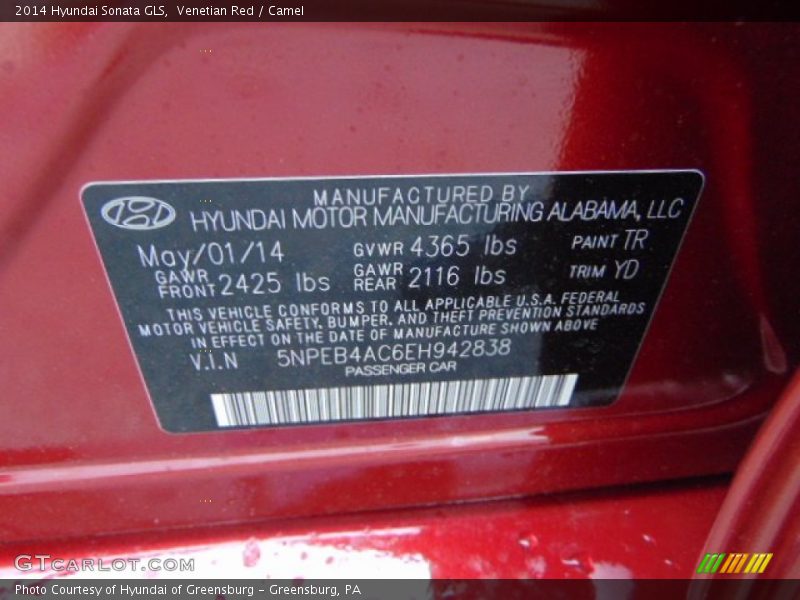 2014 Hyundai Sonata GLS, Venetian Red / Camel
MANUFACTURED BY
HYUNDAI MOTOR MANUFACTURING ALABAMA, LLC
May/01/14 GVWR 4365 lbs PAINT TR
GAWR FRONT 2425 lbs GAWR REAR 2116 lbs TRIM YD
THIS VEHICLE CONFORMS TO ALL APPLICABLE U.S.A. FEDERAL
MOTOR VEHICLE SAFETY, BUMPER, AND THEFT PREVENTION STANDARDS
IN EFFECT ON THE DATE OF MANUFACTURE SHOWN ABOVE
V.I.N 5NPEB4AC6EH942838
PASSENGER CAR
GTCARLOT.COM
Photo Courtesy of Hyundai of Greensburg - Greensburg, PA